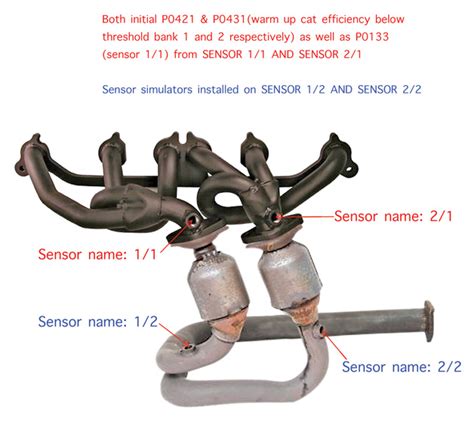 Both initial P0421 & P0431(warm up cat efficiency below
threshold bank 1 and 2 respectively) as well as P0133
(sensor 1/1) from SENSOR 1/1 AND SENSOR 2/1
Sensor simulators installed on SENSOR 1/2 AND SENSOR 2/2
Sensor name: 2/1
Sensor name: 1/1
Sensor name: 1/2
Sensor name: 2/2